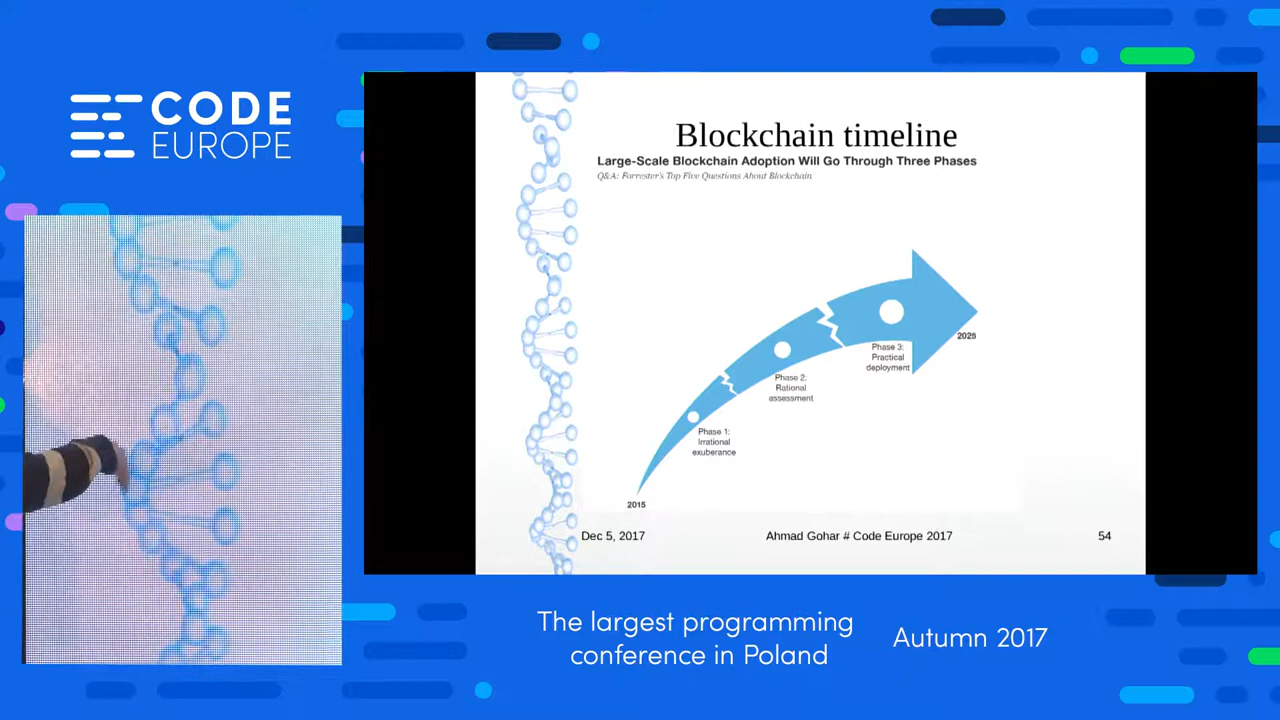 CODE
EUROPE
Blockchain timeline
Large-Scale Blockchain Adoption Will Go Through Three Phases
Q&A: Forrester's Top Five Questions About Blockchain
2025
Phase 3:
Practical
deployment
Phase 2:
Rational
assessment
Phase 1:
Irrational
exuberance
2015
Dec 5, 2017
Ahmad Gohar # Code Europe 2017
54
The largest programming
conference in Poland
Autumn 2017